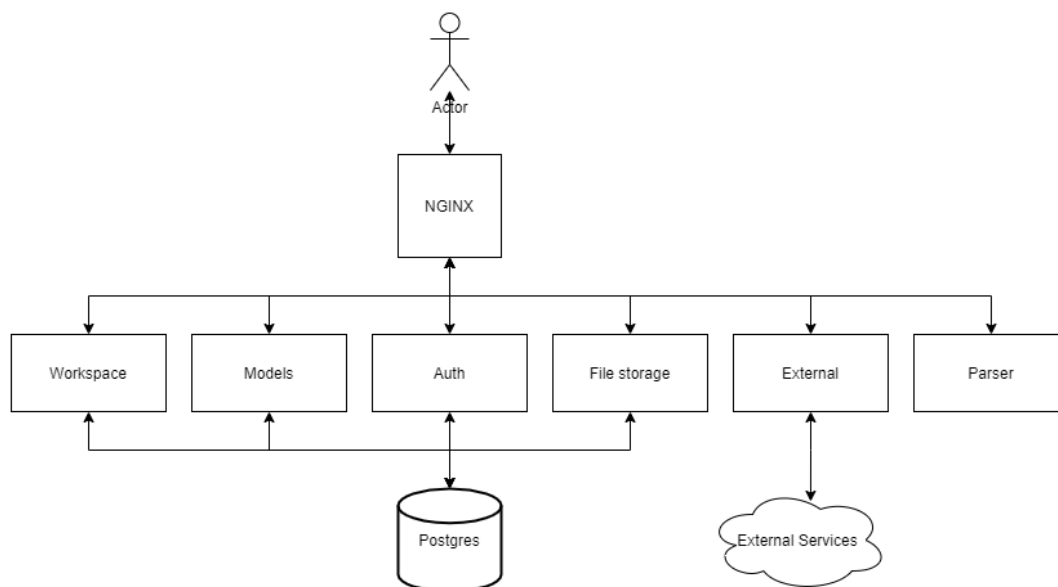 Actor
NGINX
Workspace
Models
Auth
File storage
External
Parser
Postgres
External Services